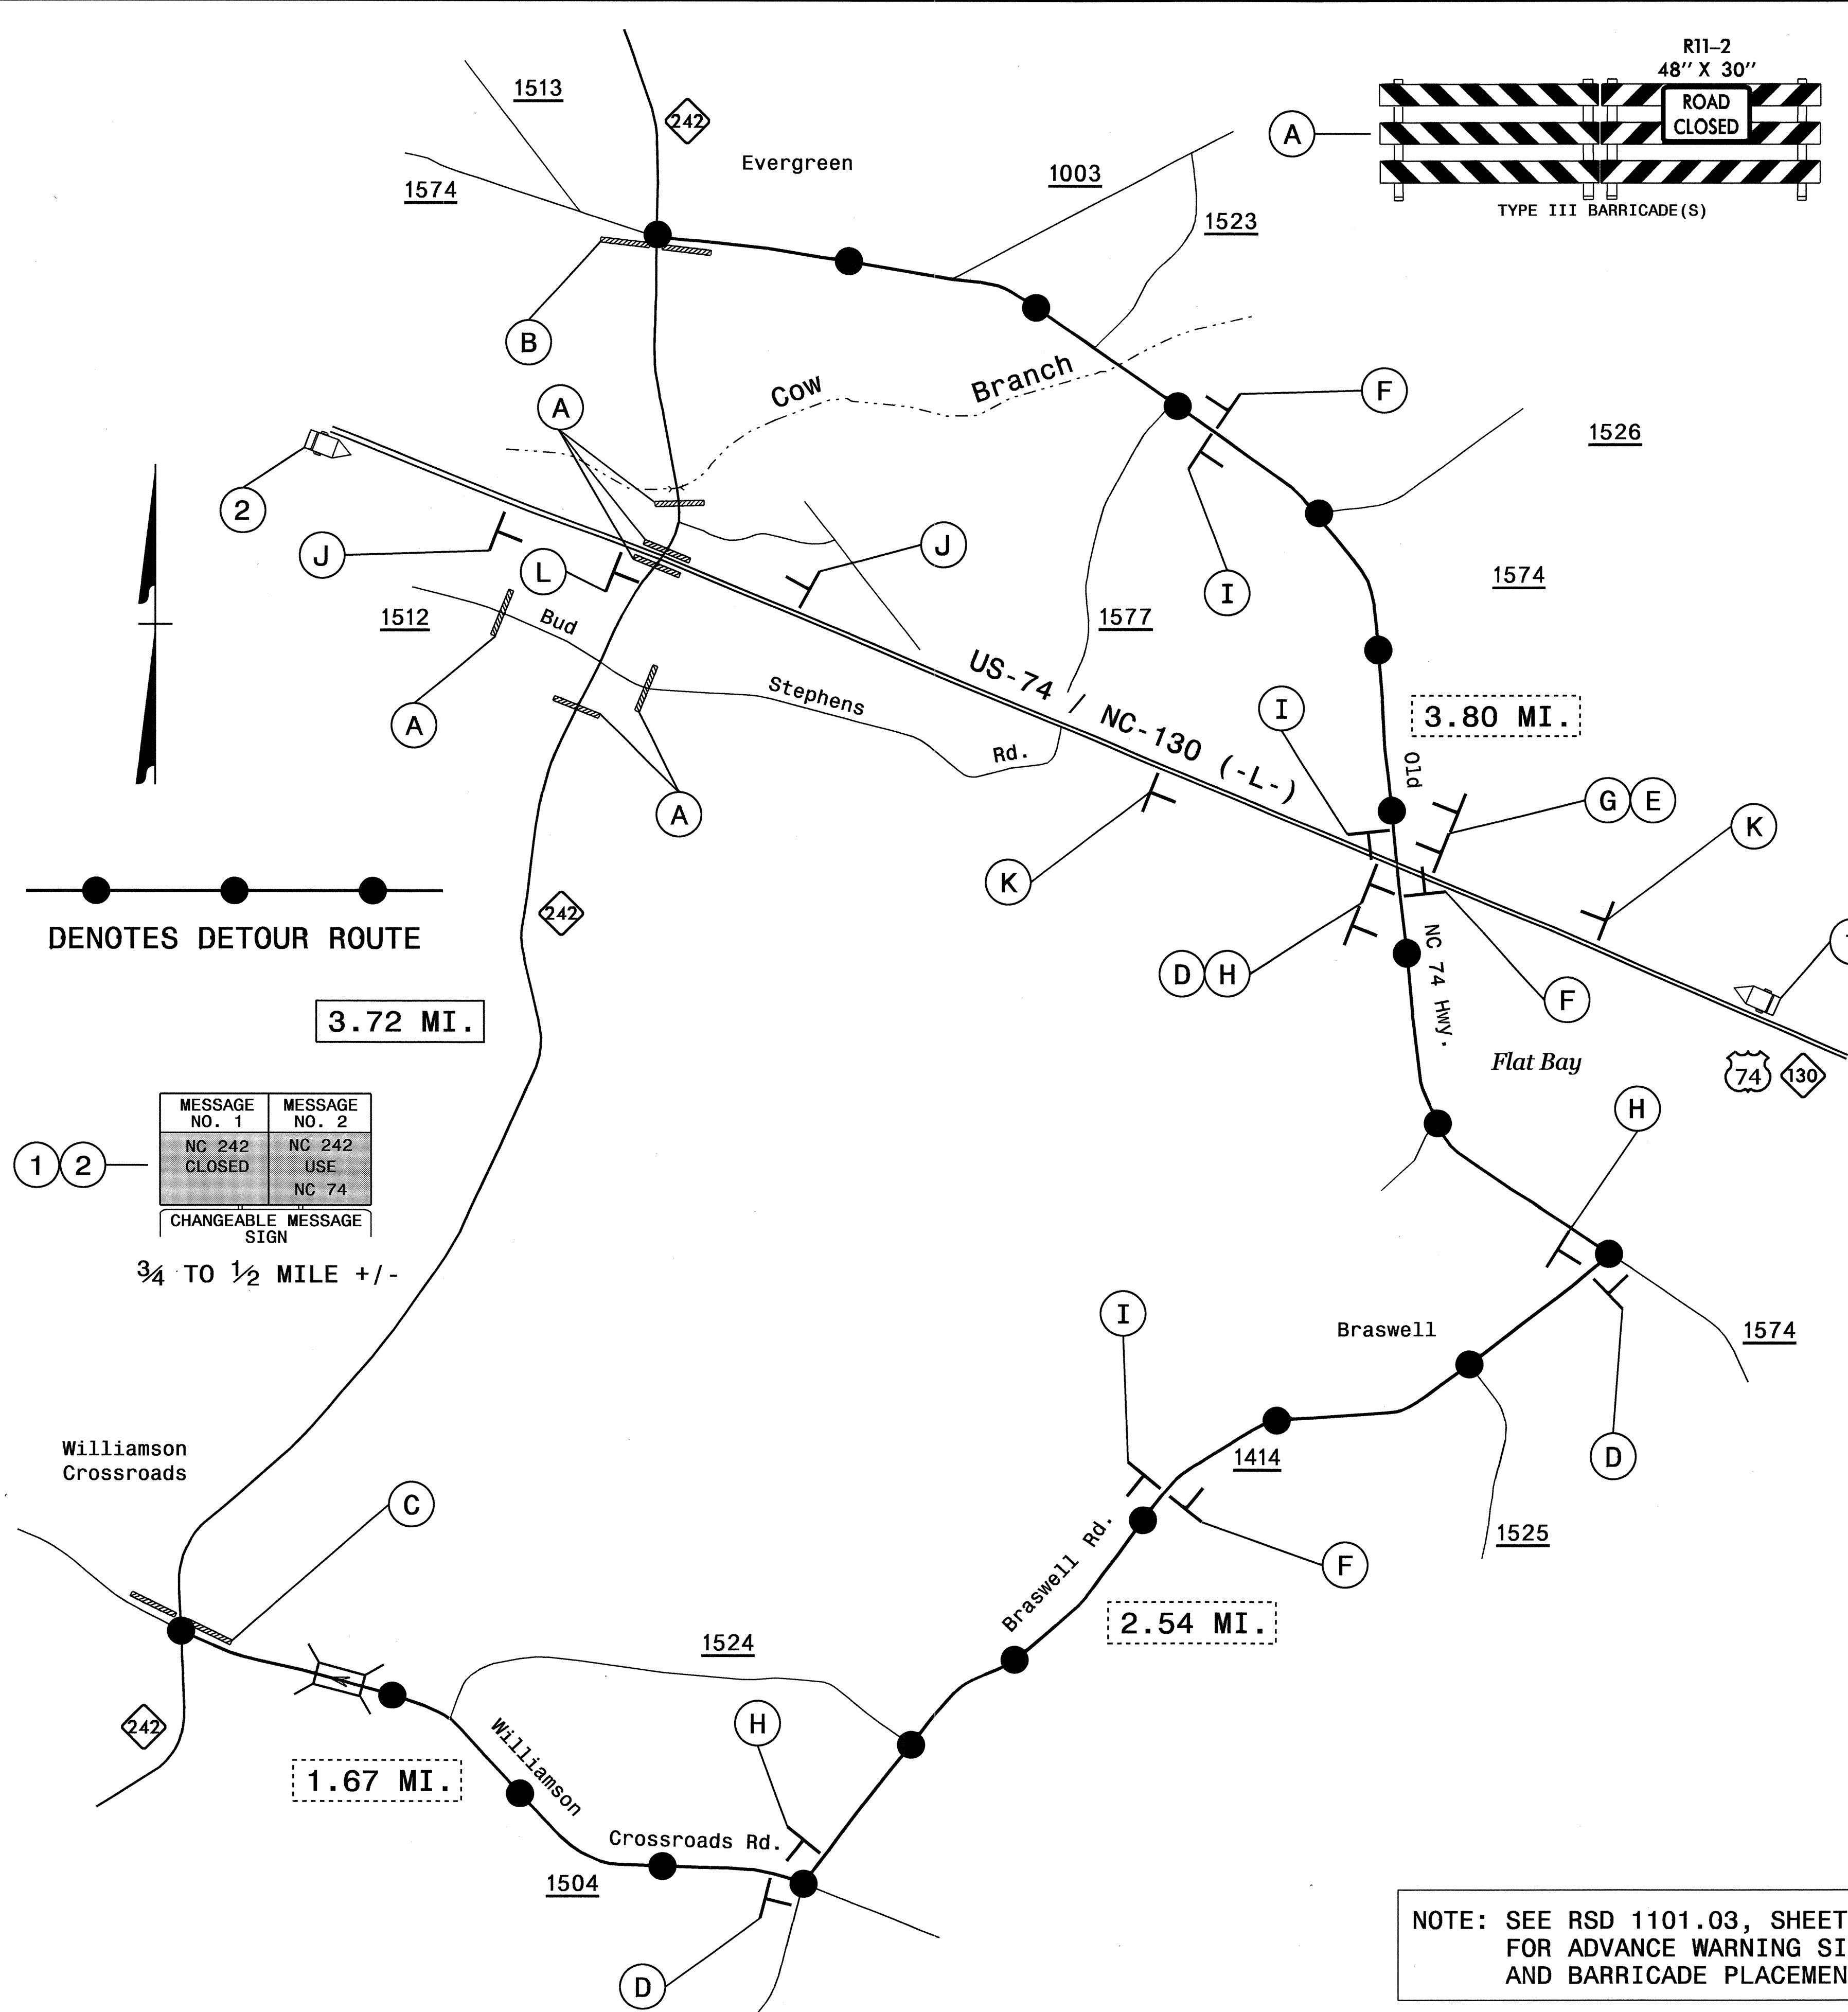 R11–2
48″ X 30″
ROAD
CLOSED
A
TYPE III BARRICADE(S)
1513
242
Evergreen
1574
1003
1523
B
A
Cow Branch
F
1526
2
J
L
J
I
1574
1512
Bud Stephens Rd.
1577
US-74 / NC-130 (-L-)
I
3.80 MI.
A
A
Old NC 74 Hwy.
G E
K
K
242
DENOTES DETOUR ROUTE
D H
F
3.72 MI.
Flat Bay
74
130
MESSAGE NO. 1
MESSAGE NO. 2
NC 242
CLOSED
NC 242
USE
NC 74
1 2
CHANGEABLE MESSAGE
SIGN
¾ TO ½ MILE +/-
H
I
Braswell
1574
Williamson
Crossroads
1414
D
C
1525
Braswell Rd.
F
2.54 MI.
1524
242
H
Williamson
1.67 MI.
Crossroads Rd.
1504
D
NOTE: SEE RSD 1101.03, SHEET
FOR ADVANCE WARNING
AND BARRICADE